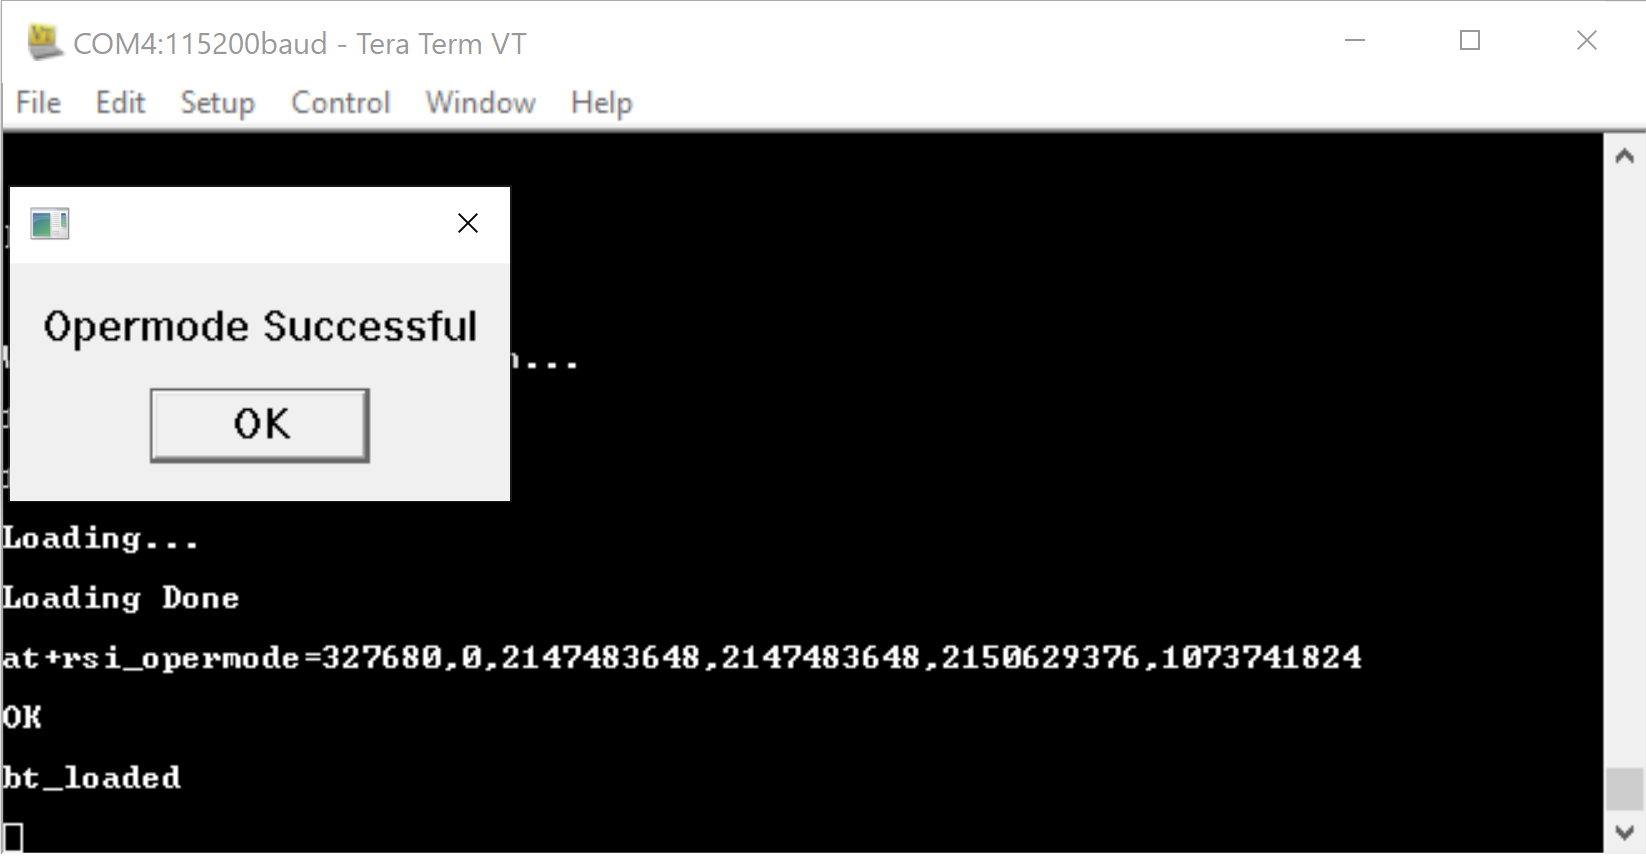 COM4:115200baud - Tera Term VT
File Edit Setup Control Window Help
Opermode Successful
...
OK
Loading...
Loading Done
at+rsi_opermode=327680,0,2147483648,2147483648,2150629376,1073741824
OK
bt_loaded